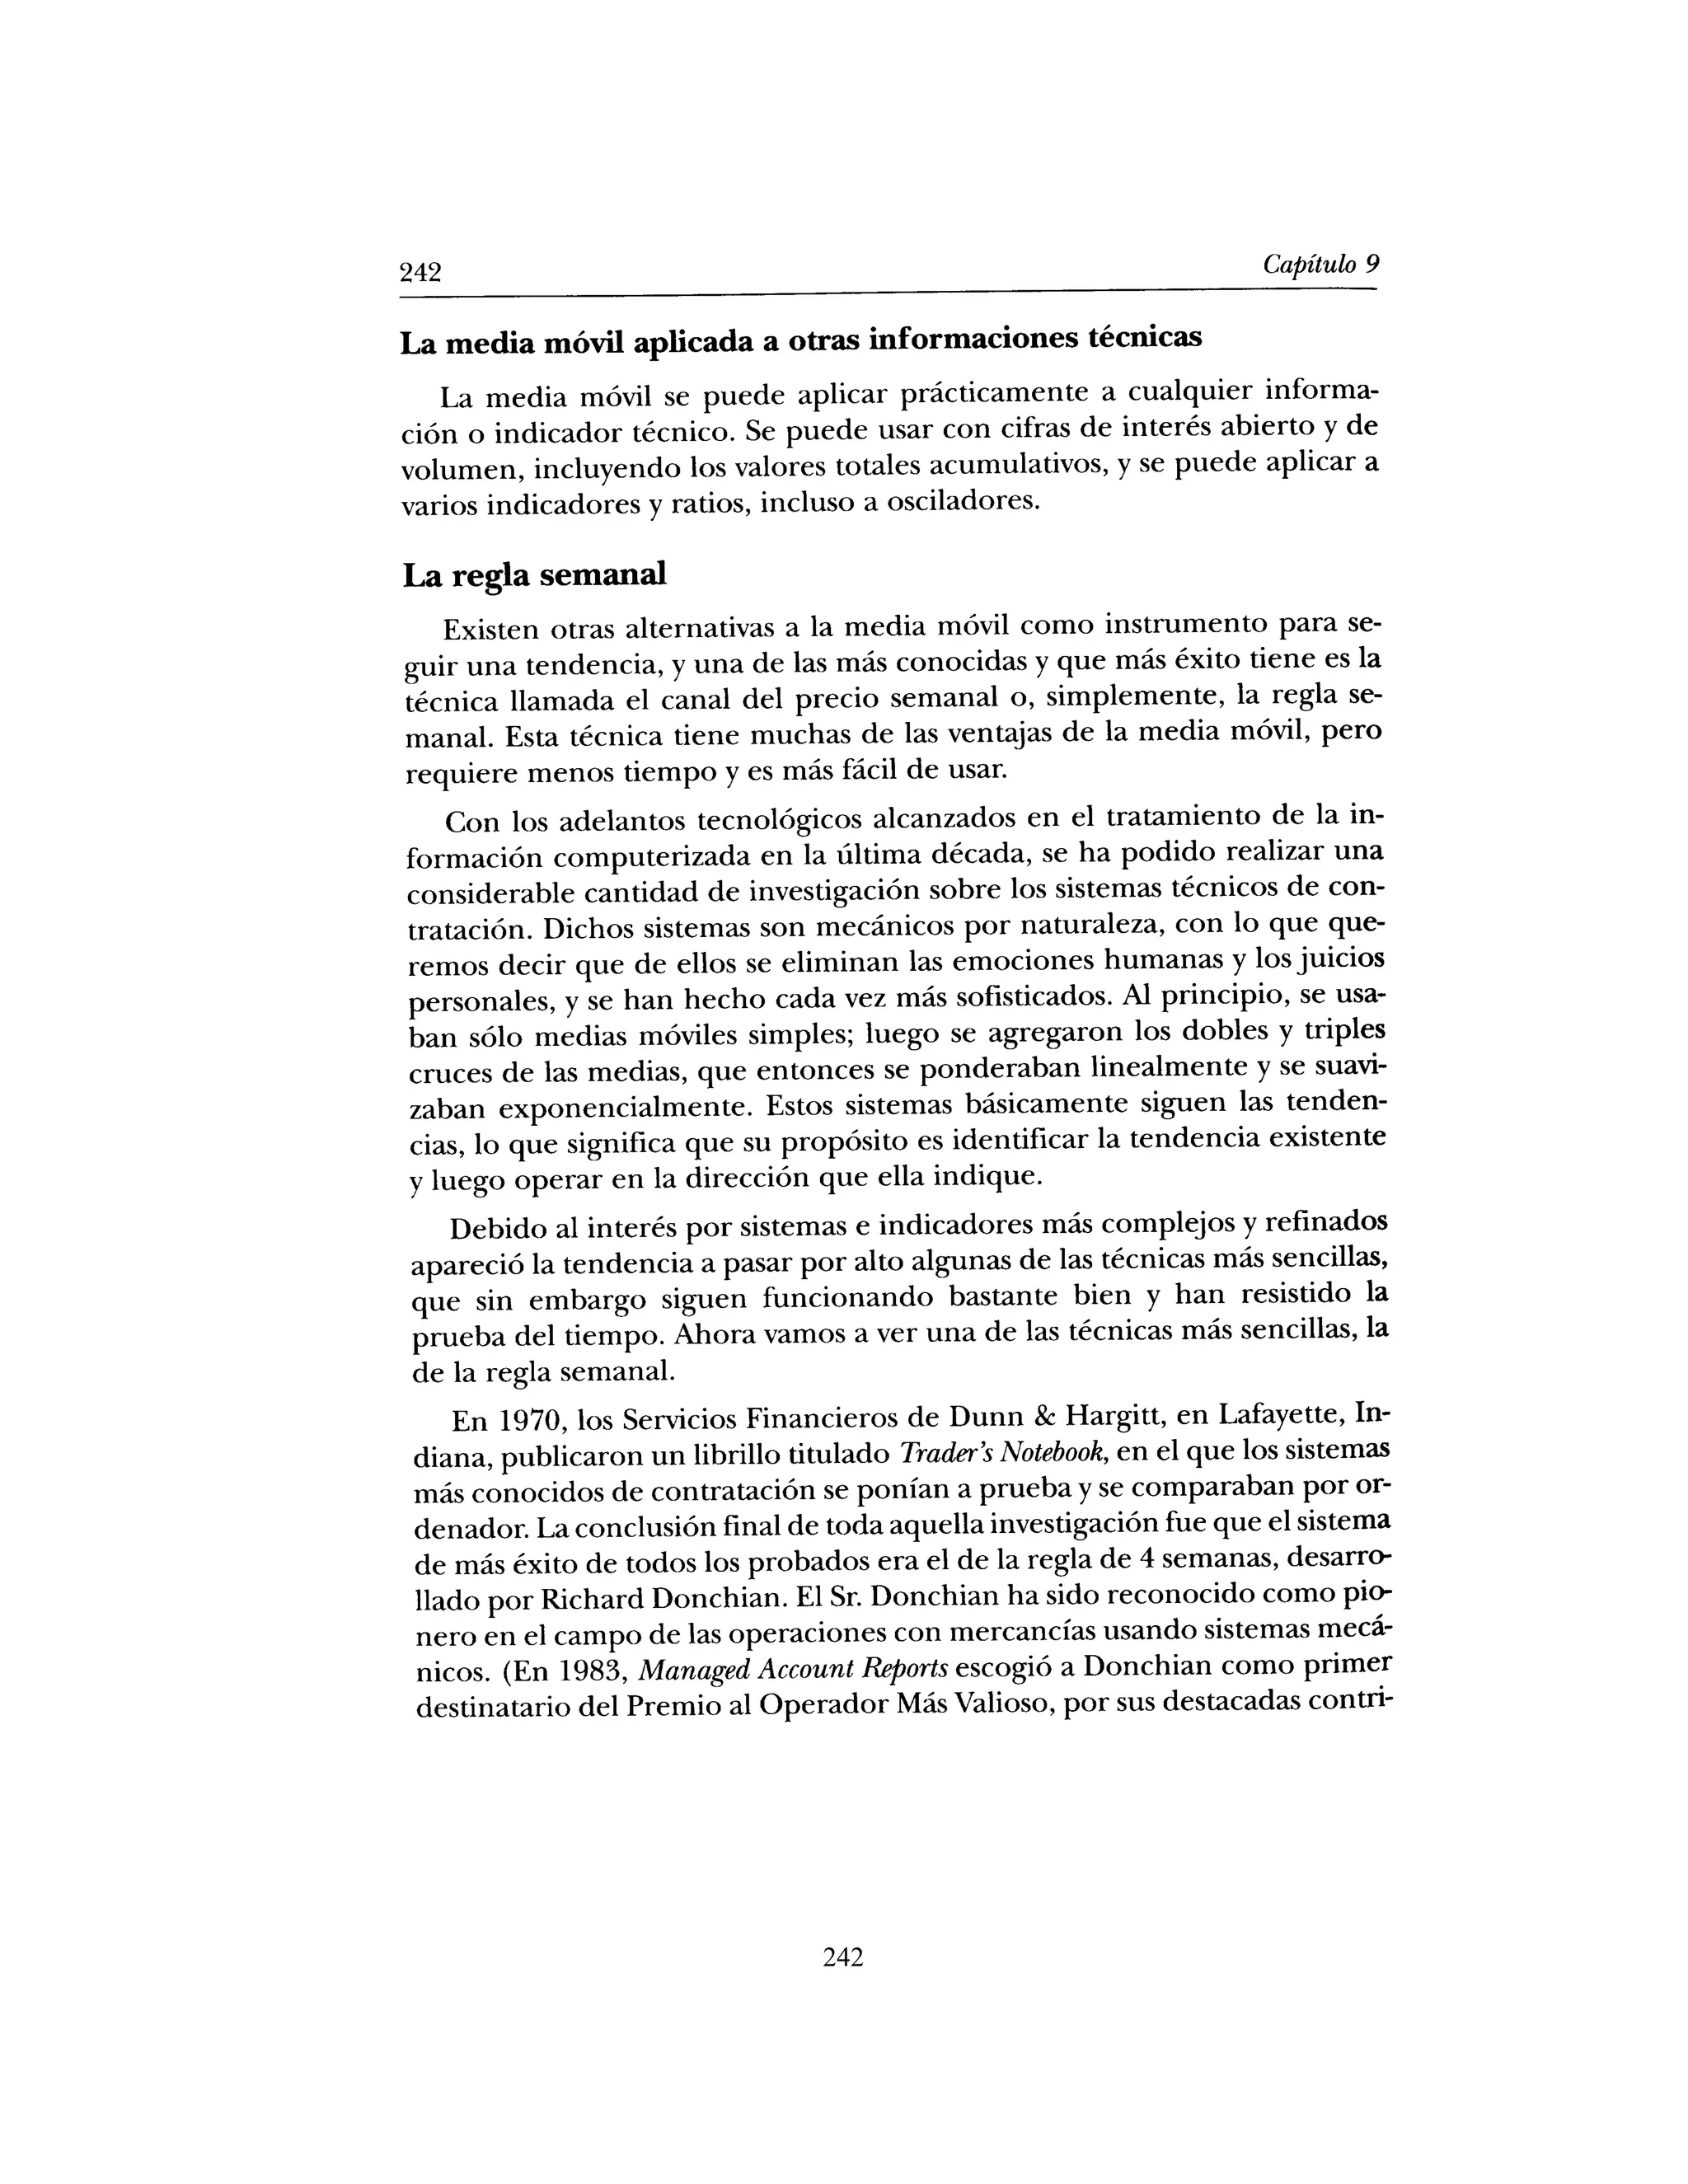 242
Capítulo 9
La media móvil aplicada a otras informaciones técnicas
La media móvil se puede aplicar prácticamente a cualquier informa-
ción o indicador técnico. Se puede usar con cifras de interés abierto y de
volumen, incluyendo los valores totales acumulativos, y se puede aplicar a
varios indicadores y ratios, incluso a osciladores.
La regla semanal
Existen otras alternativas a la media móvil como instrumento para se-
guir una tendencia, y una de las más conocidas y que más éxito tiene es la
técnica llamada el canal del precio semanal o, simplemente, la regla se-
manal. Esta técnica tiene muchas de las ventajas de la media móvil, pero
requiere menos tiempo y es más fácil de usar.
Con los adelantos tecnológicos alcanzados en el tratamiento de la in-
formación computerizada en la última década, se ha podido realizar una
considerable cantidad de investigación sobre los sistemas técnicos de con-
tratación. Dichos sistemas son mecánicos por naturaleza, con lo que que-
remos decir que de ellos se eliminan las emociones humanas y los juicios
personales, y se han hecho cada vez más sofisticados. Al principio, se usa-
ban sólo medias móviles simples; luego se agregaron los dobles y triples
cruces de las medias, que entonces se ponderaban linealmente y se suavi-
zaban exponencialmente. Estos sistemas básicamente siguen las tenden-
cias, lo que significa que su propósito es identificar la tendencia existente
y luego operar en la dirección que ella indique.
Debido al interés por sistemas e indicadores más complejos y refinados
apareció la tendencia a pasar por alto algunas de las técnicas más sencillas,
que sin embargo siguen funcionando bastante bien y han resistido la
prueba del tiempo. Ahora vamos a ver una de las técnicas más sencillas, la
de la regla semanal.
En 1970, los Servicios Financieros de Dunn & Hargitt, en Lafayette, In-
diana, publicaron un librillo titulado Trader's Notebook, en el que los sistemas
más conocidos de contratación se ponían a prueba y se comparaban por or-
denador. La conclusión final de toda aquella investigación fue que el sistema
de más éxito de todos los probados era el de la regla de 4 semanas, desarro-
llado por Richard Donchian. El Sr. Donchian ha sido reconocido como pio-
nero en el campo de las operaciones con mercancías usando sistemas mecá-
nicos. (En 1983, Managed Account Reports escogió a Donchian como primer
destinatario del Premio al Operador Más Valioso, por sus destacadas contri-
242